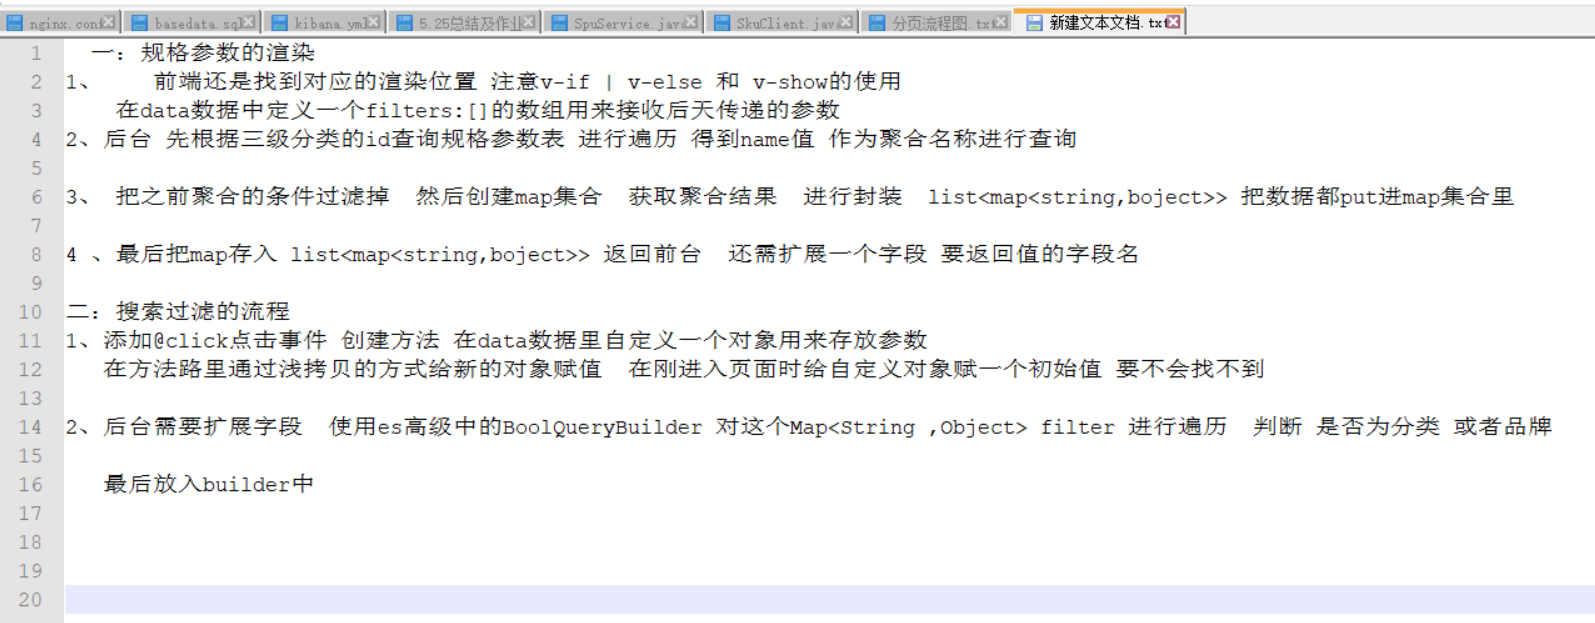 nginx.conf basedata.sql kibana.yml 5.25总结及作业 SpuService.java SkuClient.java 分页流程图.txt 新建文本文档.txt
1 一：规格参数的渲染
2 1、 前端还是找到对应的渲染位置 注意v-if | v-else 和 v-show的使用
3 在data数据中定义一个filters:[]的数组用来接收后天传递的参数
4 2、后台 先根据三级分类的id查询规格参数表 进行遍历 得到name值 作为聚合名称进行查询
5
6 3、 把之前聚合的条件过滤掉 然后创建map集合 获取聚合结果 进行封装 list<map<string,boject>> 把数据都put进map集合里
7
8 4 、最后把map存入 list<map<string,boject>> 返回前台 还需扩展一个字段 要返回值的字段名
9
10 二：搜索过滤的流程
11 1、添加@click点击事件 创建方法 在data数据里自定义一个对象用来存放参数
12 在方法路里通过浅拷贝的方式给新的对象赋值 在刚进入页面时给自定义对象赋一个初始值 要不会找不到
13
14 2、后台需要扩展字段 使用es高级中的BoolQueryBuilder 对这个Map<String ,Object> filter 进行遍历 判断 是否为分类 或者品牌
15
16 最后放入builder中
17
18
19
20